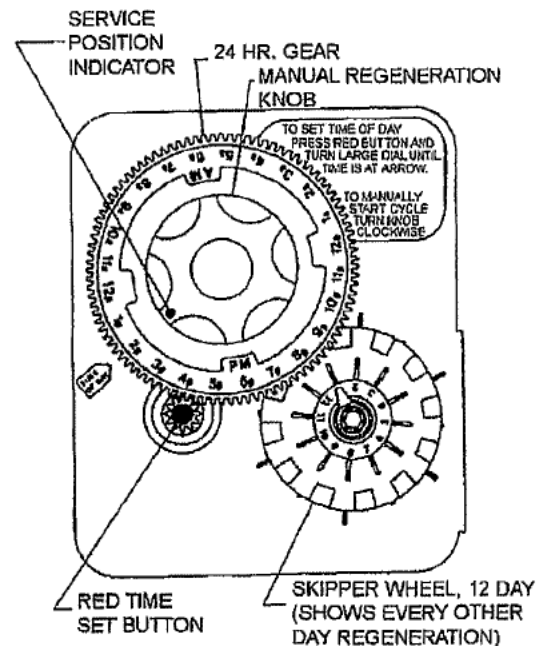 SERVICE
POSITION
INDICATOR
24 HR. GEAR
MANUAL REGENERATION
KNOB
TO SET TIME OF DAY
PRESS RED BUTTON AND
TURN LARGE DIAL UNTIL
TIME IS AT ARROW.
TO MANUALLY
START CYCLE
TURN KNOB
CLOCKWISE
AM
PM
RED TIME
SET BUTTON
SKIPPER WHEEL, 12 DAY
(SHOWS EVERY OTHER
DAY REGENERATION)